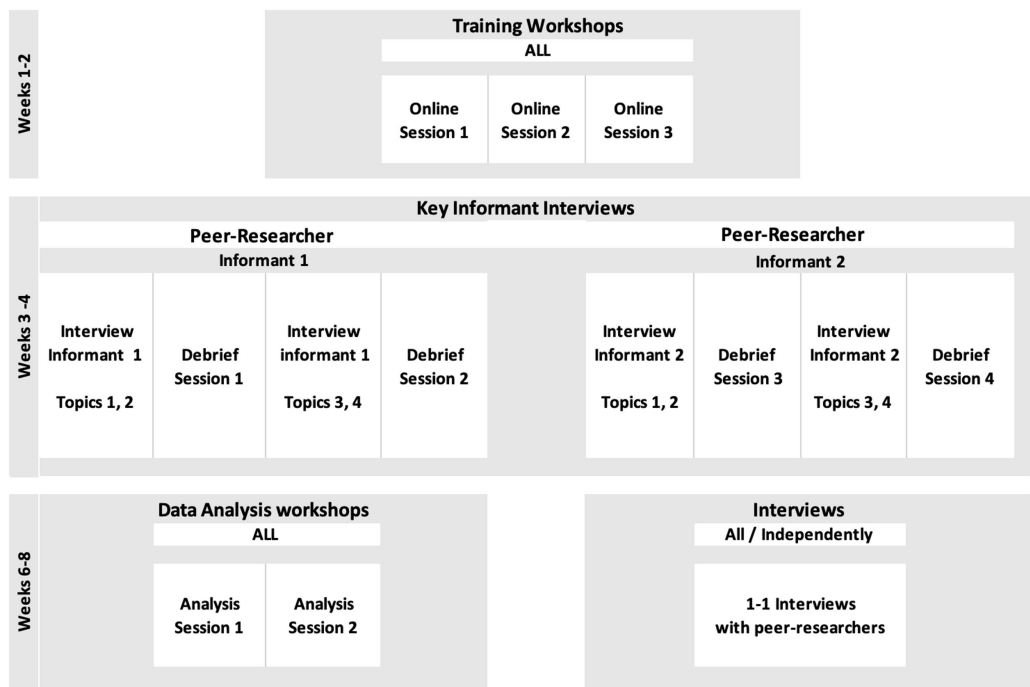 Weeks 1-2
Training Workshops
ALL
Online
Session 1
Online
Session 2
Online
Session 3
Weeks 3 -4
Key Informant Interviews
Peer-Researcher
Informant 1
Interview
Informant 1
Topics 1, 2
Debrief
Session 1
Interview
informant 1
Topics 3, 4
Debrief
Session 2
Peer-Researcher
Informant 2
Interview
Informant 2
Topics 1, 2
Debrief
Session 3
Interview
Informant 2
Topics 3, 4
Debrief
Session 4
Weeks 6-8
Data Analysis workshops
ALL
Analysis
Session 1
Analysis
Session 2
Interviews
All / Independently
1-1 Interviews
with peer-researchers